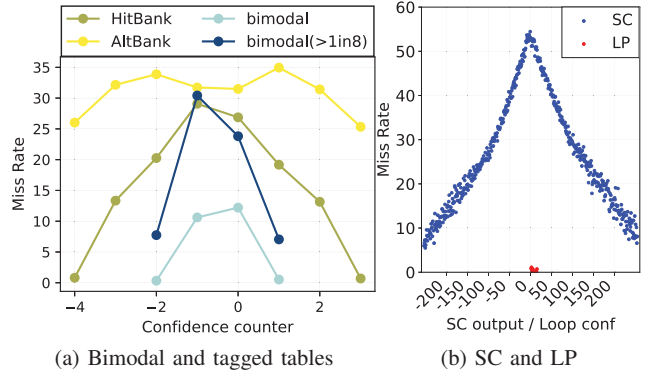 HitBank
bimodal
AltBank
bimodal(>1in8)
Miss Rate
35
30
25
20
15
10
5
0
−4
−2
0
2
Confidence counter
(a) Bimodal and tagged tables
SC
LP
Miss Rate
60
50
40
30
20
10
0
-200
-150
-100
-50
0
50
100
150
200
SC output / Loop conf
(b) SC and LP